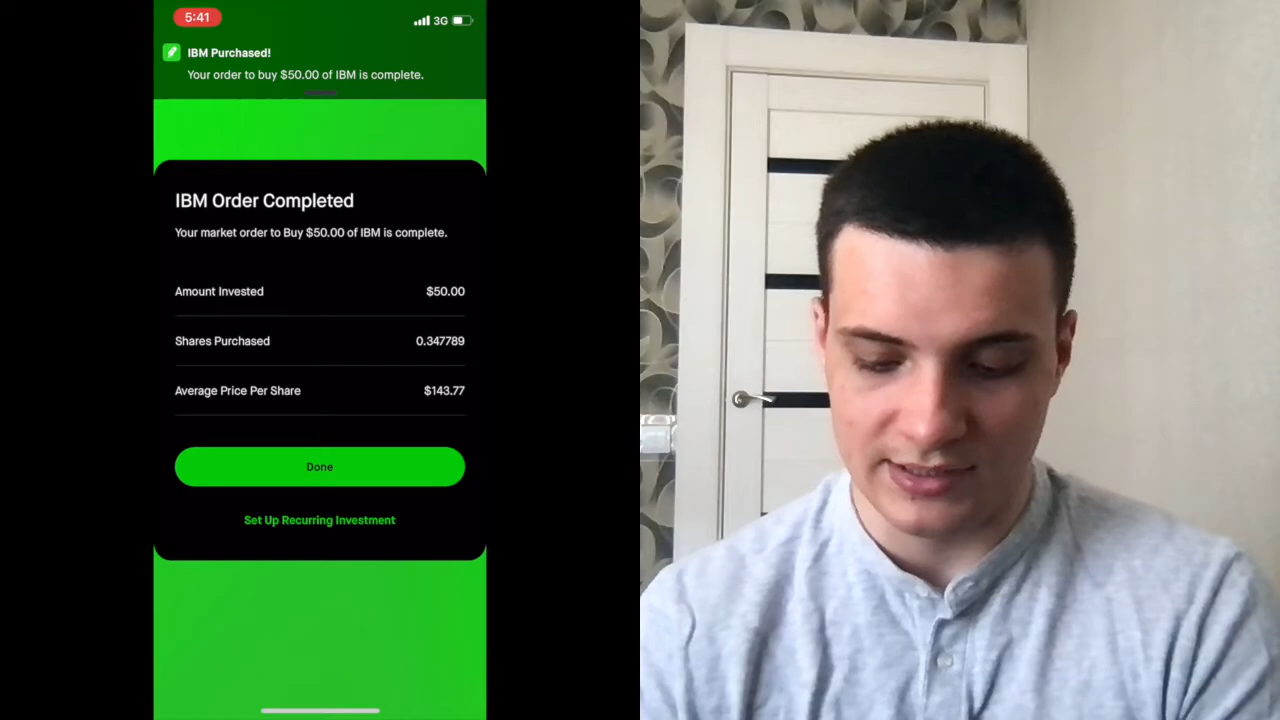 5:41
3G
IBM Purchased!
Your order to buy $50.00 of IBM is complete.
IBM Order Completed
Your market order to Buy $50.00 of IBM is complete.
Amount Invested $50.00
Shares Purchased 0.347789
Average Price Per Share $143.77
Done
Set Up Recurring Investment